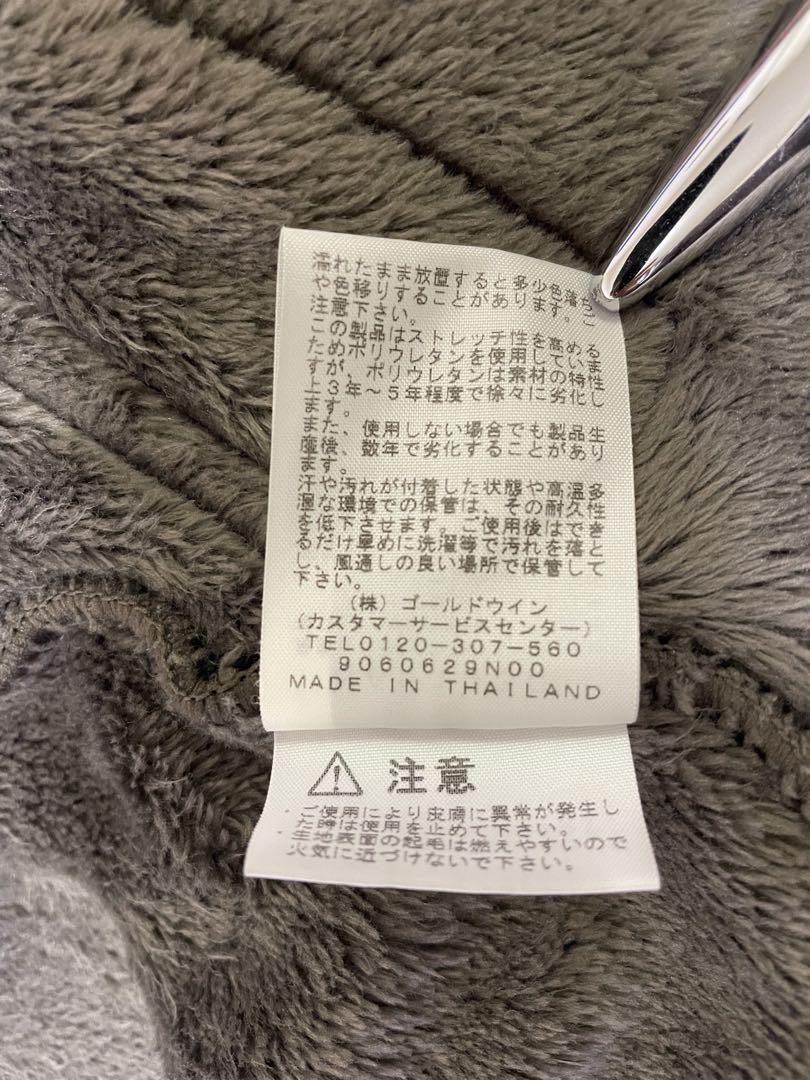 濡れたまま放置すると多少色落ち
や色移りすることがあります。ご
注意下さい。
この製品はストレッチ性を高める
ためポリウレタンを使用していま
すが、ポリウレタンは素材の特性
上3年～5年程度で徐々に劣化し
ます。
また、使用しない場合でも製品生
産後、数年で劣化することがあり
ます。
汗や汚れが付着した状態や高温多
湿な環境での保管は、その耐久性
を低下させます。ご使用後はでき
るだけ早めに洗濯等で汚れを落と
し、風通しの良い場所で保管して
下さい。
(株)ゴールドウイン
(カスタマーサービスセンター)
TEL0120-307-560
9060629N00
MADE IN THAILAND
注意
・ご使用により皮膚に異常が発生し
た時は使用を止めて下さい。
・生地表面の起毛は燃えやすいので
火気に近づけないで下さい。